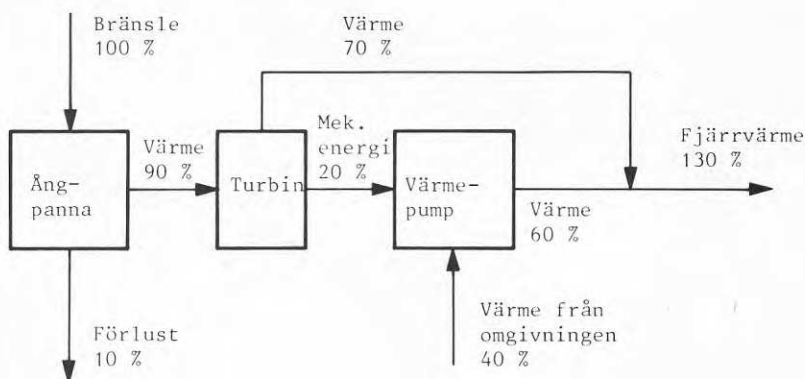 Bränsle
100 %
Värme
70 %
Mek.
energi
20 %
Fjärrvärme
130 %
Värme
90 %
Ång-
panna
Turbin
Värme-
pump
Värme
60 %
Förlust
10 %
Värme från
omgivningen
40 %